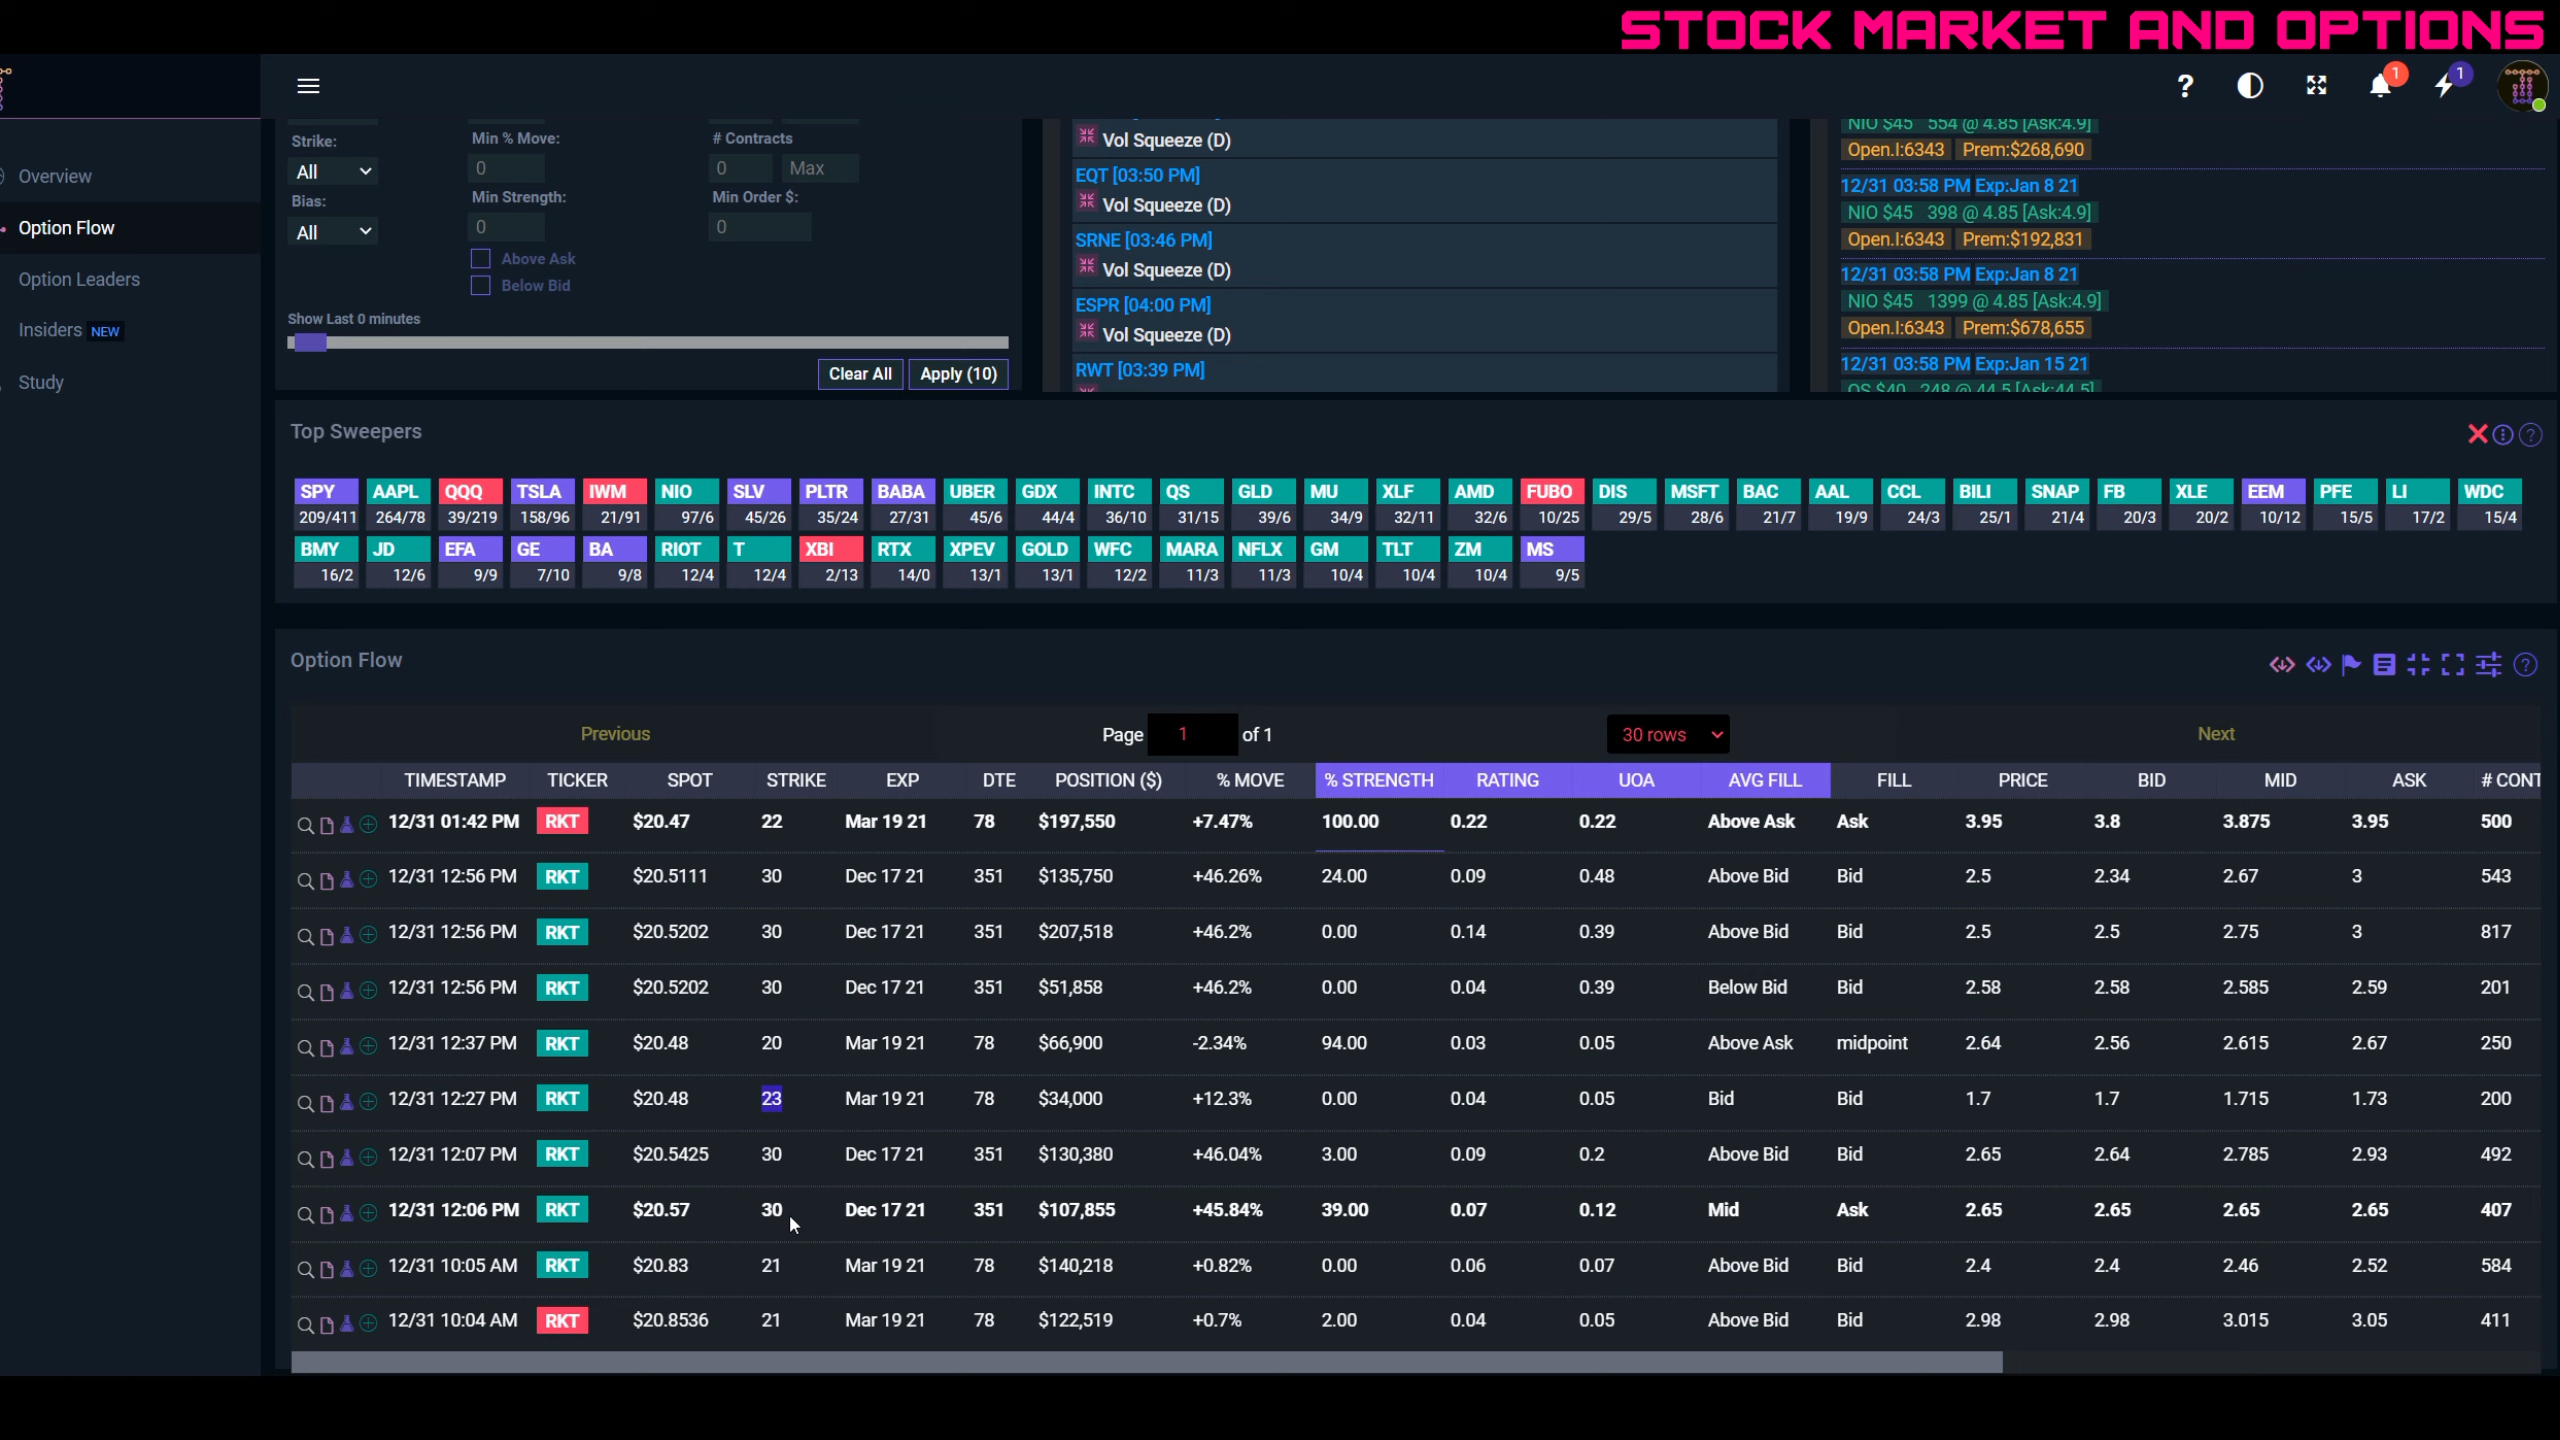 STOCK MARKET AND OPTIONS
1
1
Overview
Option Flow
Option Leaders
Insiders NEW
Study
Strike:
All
Bias:
All
Min % Move:
0
Min Strength:
0
Above Ask
Below Bid
# Contracts
0 Max
Min Order $:
0
Show Last 0 minutes
Clear All Apply (10)
Vol Squeeze (D)
EQT [03:50 PM]
Vol Squeeze (D)
SRNE [03:46 PM]
Vol Squeeze (D)
ESPR [04:00 PM]
Vol Squeeze (D)
RWT [03:39 PM]
NIO $45 554 @ 4.85 [Ask:4.9]
Open.I:6343 Prem:$268,690
12/31 03:58 PM Exp:Jan 8 21
NIO $45 398 @ 4.85 [Ask:4.9]
Open.I:6343 Prem:$192,831
12/31 03:58 PM Exp:Jan 8 21
NIO $45 1399 @ 4.85 [Ask:4.9]
Open.I:6343 Prem:$678,655
12/31 03:58 PM Exp:Jan 15 21
QS $40 248 @ 44.5 [Ask:44.5]
Top Sweepers
SPY AAPL QQQ TSLA IWM NIO SLV PLTR BABA UBER GDX INTC QS GLD MU XLF AMD FUBO DIS MSFT BAC AAL CCL BILI SNAP FB XLE EEM PFE LI WDC
209/411 264/78 39/219 158/96 21/91 97/6 45/26 35/24 27/31 45/6 44/4 36/10 31/15 39/6 34/9 32/11 32/6 10/25 29/5 28/6 21/7 19/9 24/3 25/1 21/4 20/3 20/2 10/12 15/5 17/2 15/4
BMY JD EFA GE BA RIOT T XBI RTX XPEV GOLD WFC MARA NFLX GM TLT ZM MS
16/2 12/6 9/9 7/10 9/8 12/4 12/4 2/13 14/0 13/1 13/1 12/2 11/3 11/3 10/4 10/4 10/4 9/5
Option Flow
Previous Page 1 of 1 30 rows Next
TIMESTAMP TICKER SPOT STRIKE EXP DTE POSITION ($) % MOVE % STRENGTH RATING UOA AVG FILL FILL PRICE BID MID ASK # CONT
12/31 01:42 PM RKT $20.47 22 Mar 19 21 78 $197,550 +7.47% 100.00 0.22 0.22 Above Ask Ask 3.95 3.8 3.875 3.95 500
12/31 12:56 PM RKT $20.5111 30 Dec 17 21 351 $135,750 +46.26% 24.00 0.09 0.48 Above Bid Bid 2.5 2.34 2.67 3 543
12/31 12:56 PM RKT $20.5202 30 Dec 17 21 351 $207,518 +46.2% 0.00 0.14 0.39 Above Bid Bid 2.5 2.5 2.75 3 817
12/31 12:56 PM RKT $20.5202 30 Dec 17 21 351 $51,858 +46.2% 0.00 0.04 0.39 Below Bid Bid 2.58 2.58 2.585 2.59 201
12/31 12:37 PM RKT $20.48 20 Mar 19 21 78 $66,900 -2.34% 94.00 0.03 0.05 Above Ask midpoint 2.64 2.56 2.615 2.67 250
12/31 12:27 PM RKT $20.48 23 Mar 19 21 78 $34,000 +12.3% 0.00 0.04 0.05 Bid Bid 1.7 1.7 1.715 1.73 200
12/31 12:07 PM RKT $20.5425 30 Dec 17 21 351 $130,380 +46.04% 3.00 0.09 0.2 Above Bid Bid 2.65 2.64 2.785 2.93 492
12/31 12:06 PM RKT $20.57 30 Dec 17 21 351 $107,855 +45.84% 39.00 0.07 0.12 Mid Ask 2.65 2.65 2.65 2.65 407
12/31 10:05 AM RKT $20.83 21 Mar 19 21 78 $140,218 +0.82% 0.00 0.06 0.07 Above Bid Bid 2.4 2.4 2.46 2.52 584
12/31 10:04 AM RKT $20.8536 21 Mar 19 21 78 $122,519 +0.7% 2.00 0.04 0.05 Above Bid Bid 2.98 2.98 3.015 3.05 411